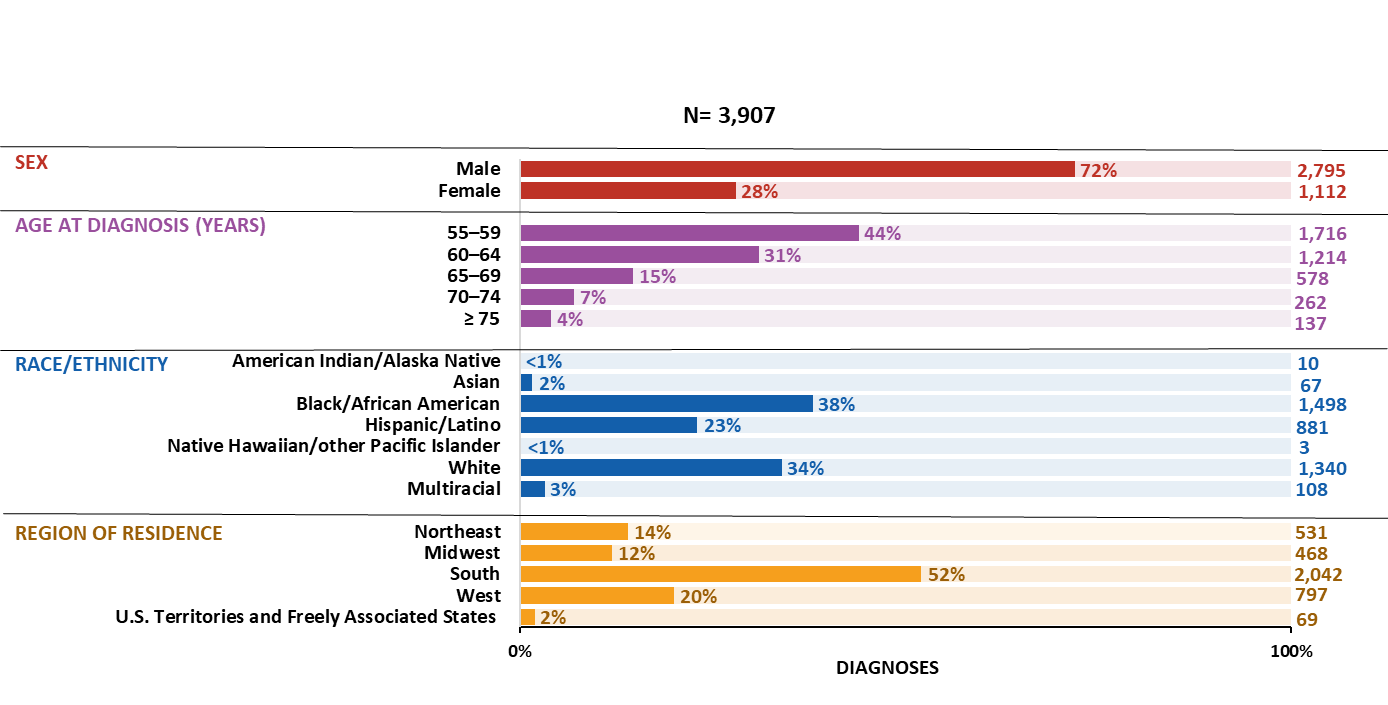 N= 3,907
SEX
Male 72% 2,795
Female 28% 1,112
AGE AT DIAGNOSIS (YEARS)
55–59 44% 1,716
60–64 31% 1,214
65–69 15% 578
70–74 7% 262
≥ 75 4% 137
RACE/ETHNICITY
American Indian/Alaska Native <1% 10
Asian 2% 67
Black/African American 38% 1,498
Hispanic/Latino 23% 881
Native Hawaiian/other Pacific Islander <1% 3
White 34% 1,340
Multiracial 3% 108
REGION OF RESIDENCE
Northeast 14% 531
Midwest 12% 468
South 52% 2,042
West 20% 797
U.S. Territories and Freely Associated States 2% 69
0% 100%
DIAGNOSES